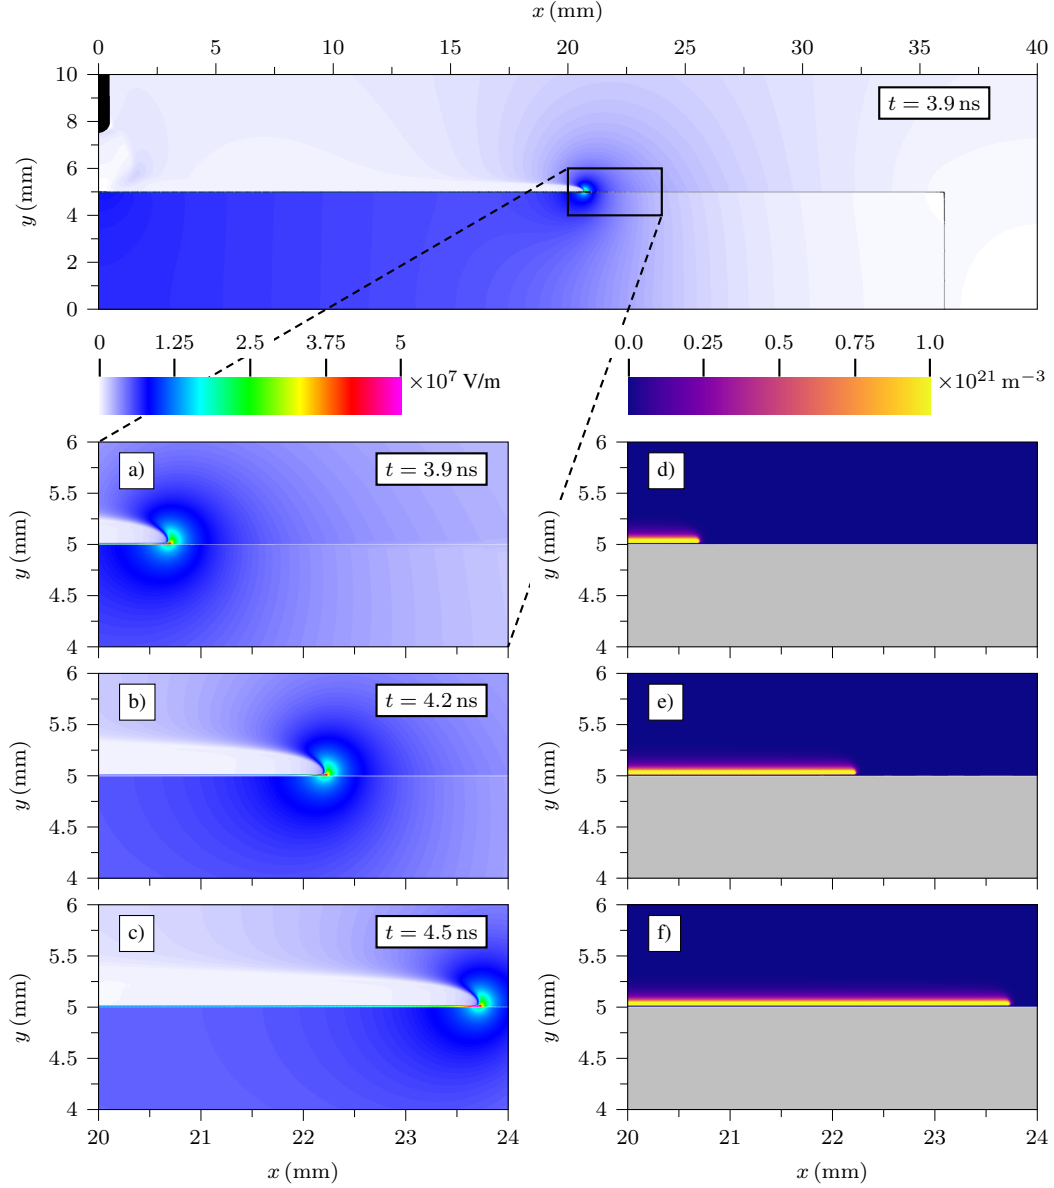 x (mm)
0 5 10 15 20 25 30 35 40
10
8
6
4
2
0
y (mm)
t = 3.9 ns
0 1.25 2.5 3.75 5
×10⁷ V/m
0.0 0.25 0.5 0.75 1.0
×10²¹ m⁻³
6
5.5
5
4.5
4
y (mm)
a)
t = 3.9 ns
6
5.5
5
4.5
4
y (mm)
d)
6
5.5
5
4.5
4
y (mm)
b)
t = 4.2 ns
6
5.5
5
4.5
4
y (mm)
e)
6
5.5
5
4.5
4
y (mm)
c)
t = 4.5 ns
20 21 22 23 24
x (mm)
6
5.5
5
4.5
4
y (mm)
f)
20 21 22 23 24
x (mm)